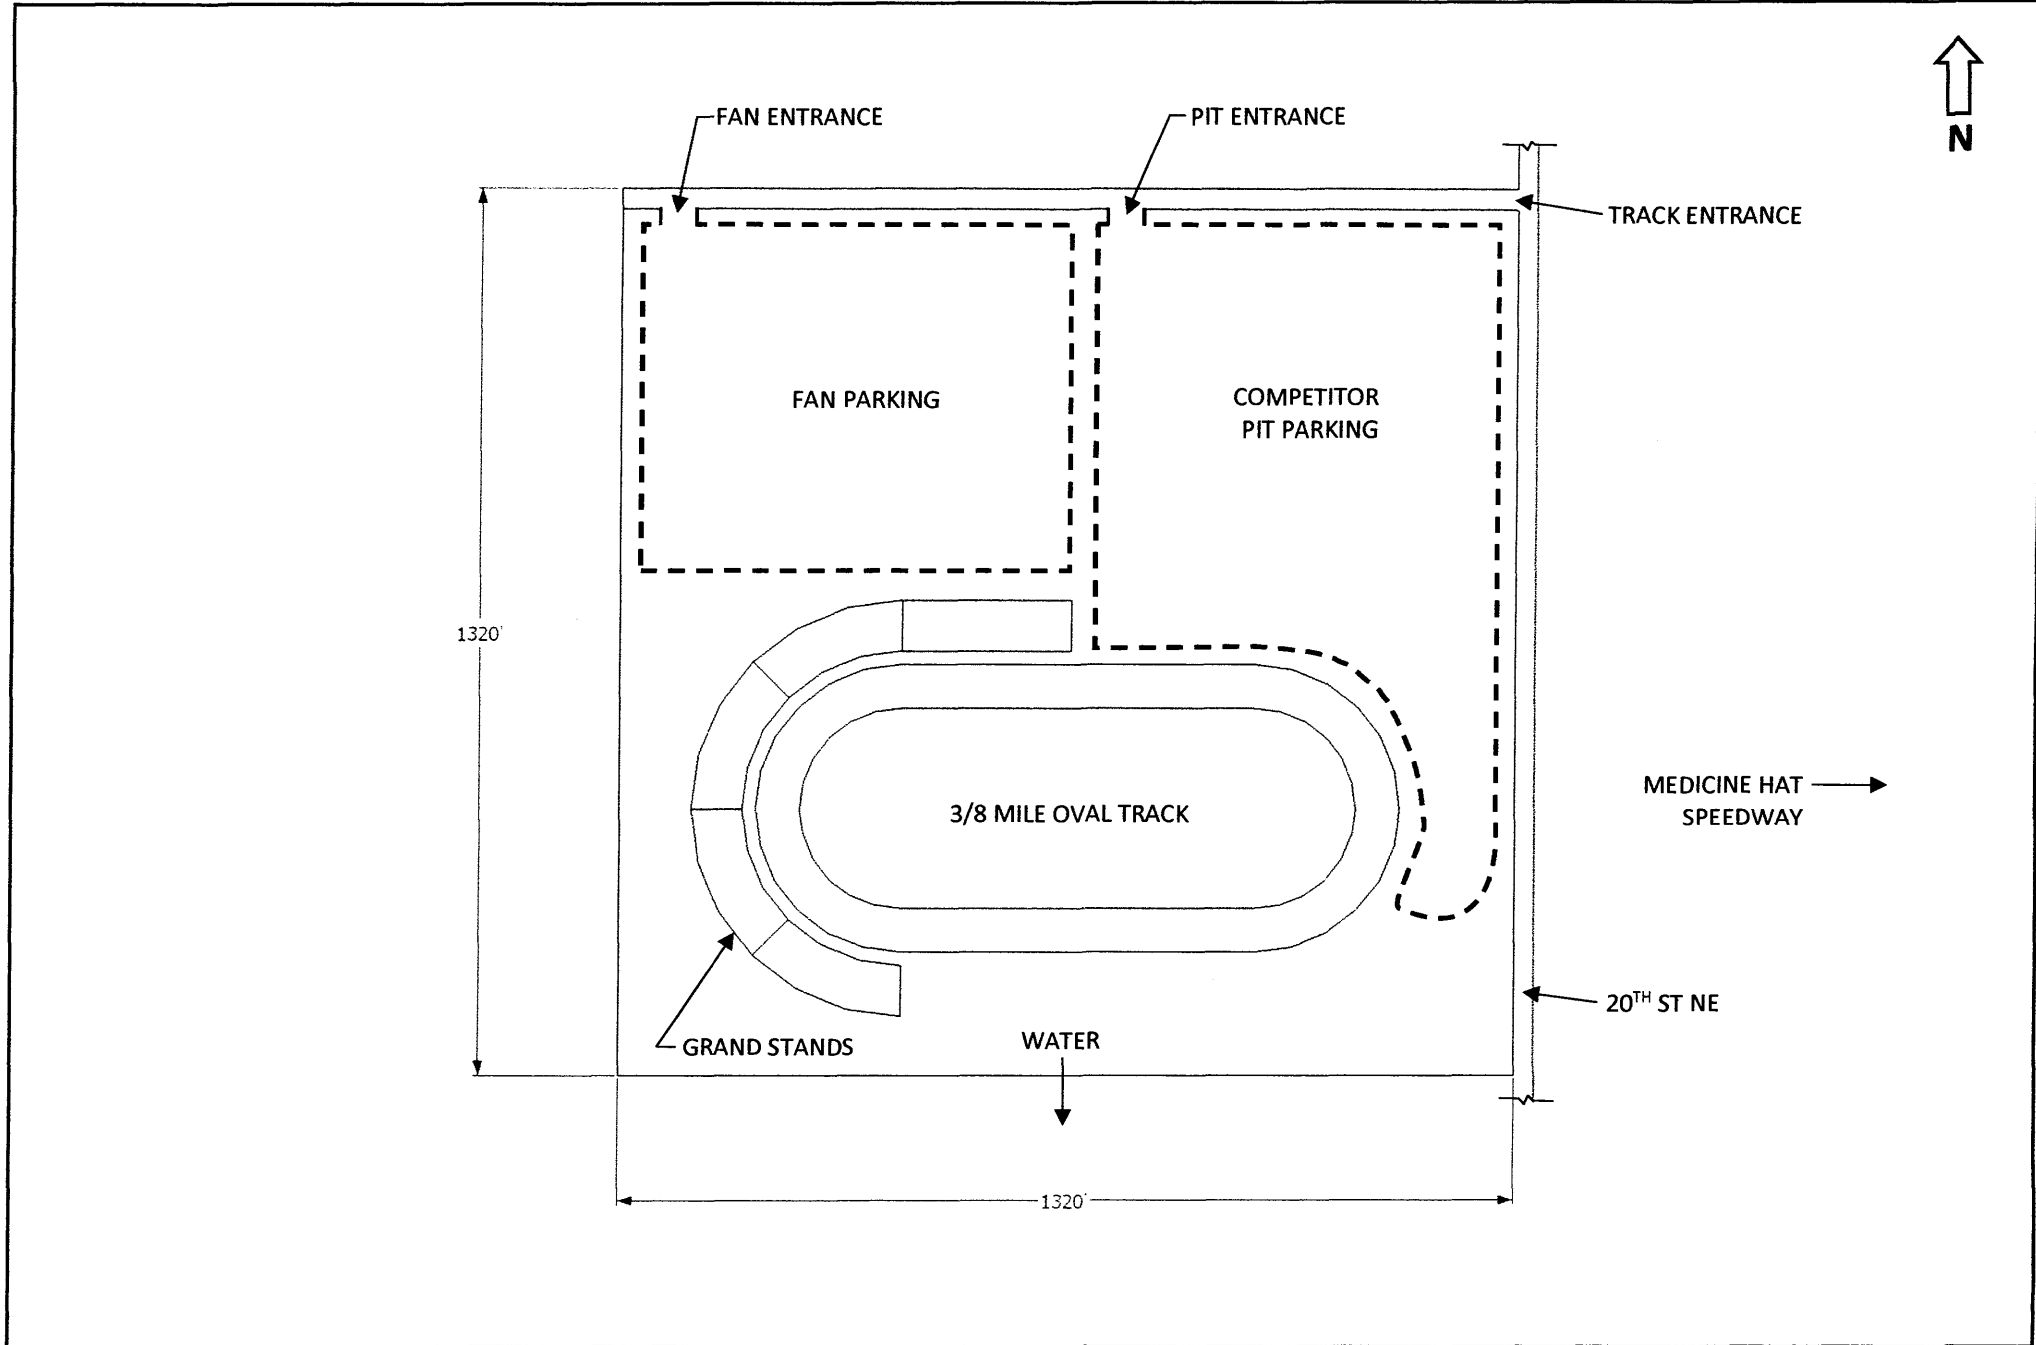 FAN ENTRANCE
PIT ENTRANCE
N
TRACK ENTRANCE
FAN PARKING
COMPETITOR
PIT PARKING
1320'
MEDICINE HAT
SPEEDWAY
3/8 MILE OVAL TRACK
20TH ST NE
GRAND STANDS
WATER
1320'